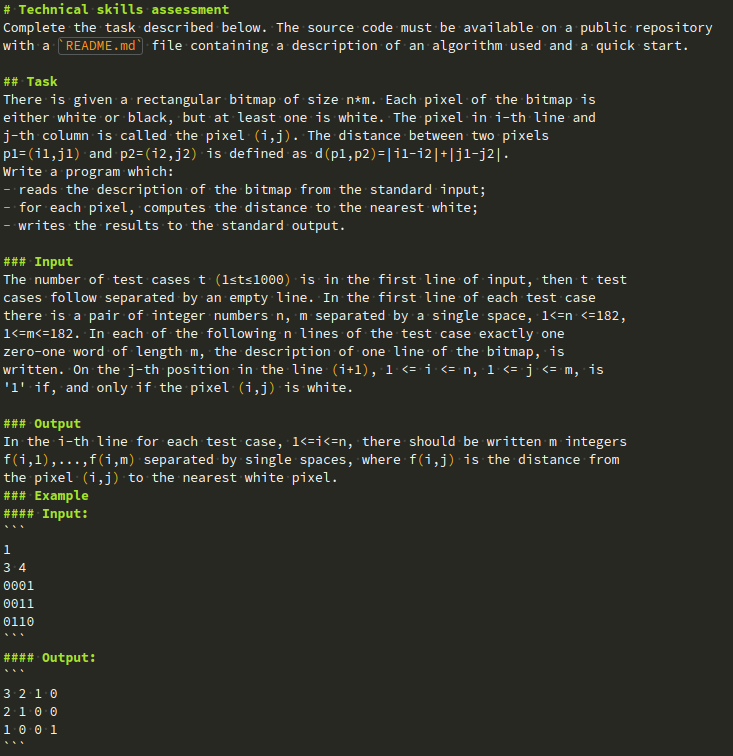 # Technical skills assessment
Complete the task described below. The source code must be available on a public repository
with a `README.md` file containing a description of an algorithm used and a quick start.
## Task
There is given a rectangular bitmap of size n*m. Each pixel of the bitmap is
either white or black, but at least one is white. The pixel in i-th line and
j-th column is called the pixel (i,j). The distance between two pixels
p1=(i1,j1) and p2=(i2,j2) is defined as d(p1,p2)=|i1-i2|+|j1-j2|.
Write a program which:
- reads the description of the bitmap from the standard input;
- for each pixel, computes the distance to the nearest white;
- writes the results to the standard output.
### Input
The number of test cases t (1≤t≤1000) is in the first line of input, then t test
cases follow separated by an empty line. In the first line of each test case
there is a pair of integer numbers n, m separated by a single space, 1<=n <=182,
1<=m<=182. In each of the following n lines of the test case exactly one
zero-one word of length m, the description of one line of the bitmap, is
written. On the j-th position in the line (i+1), 1 <= i <= n, 1 <= j <= m, is
'1' if, and only if the pixel (i,j) is white.
### Output
In the i-th line for each test case, 1<=i<=n, there should be written m integers
f(i,1),...,f(i,m) separated by single spaces, where f(i,j) is the distance from
the pixel (i,j) to the nearest white pixel.
### Example
#### Input:
```
1
3 4
0001
0011
0110
```
#### Output:
```
3 2 1 0
2 1 0 0
1 0 0 1
```